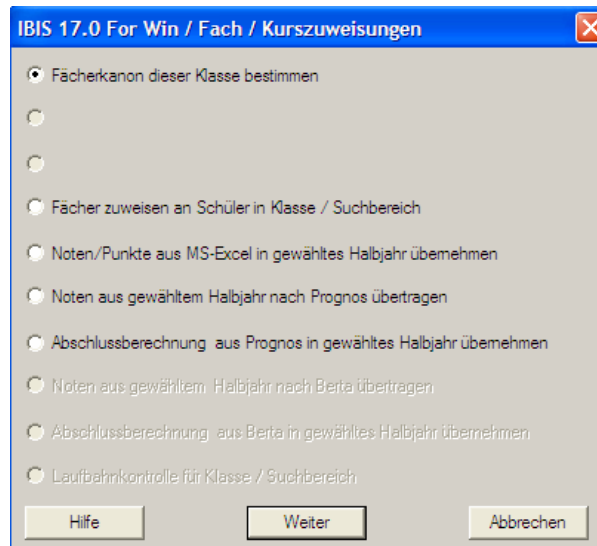 IBIS 17.0 For Win / Fach / Kurszuweisungen
Fächerkanon dieser Klasse bestimmen
Fächer zuweisen an Schüler in Klasse / Suchbereich
Noten/Punkte aus MS-Excel in gewähltes Halbjahr übernehmen
Noten aus gewähltem Halbjahr nach Prognos übertragen
Abschlussberechnung aus Prognos in gewähltes Halbjahr übernehmen
Noten aus gewähltem Halbjahr nach Berta übertragen
Abschlussberechnung aus Berta in gewähltes Halbjahr übernehmen
Laufbahnkontrolle für Klasse / Suchbereich
Hilfe Weiter Abbrechen